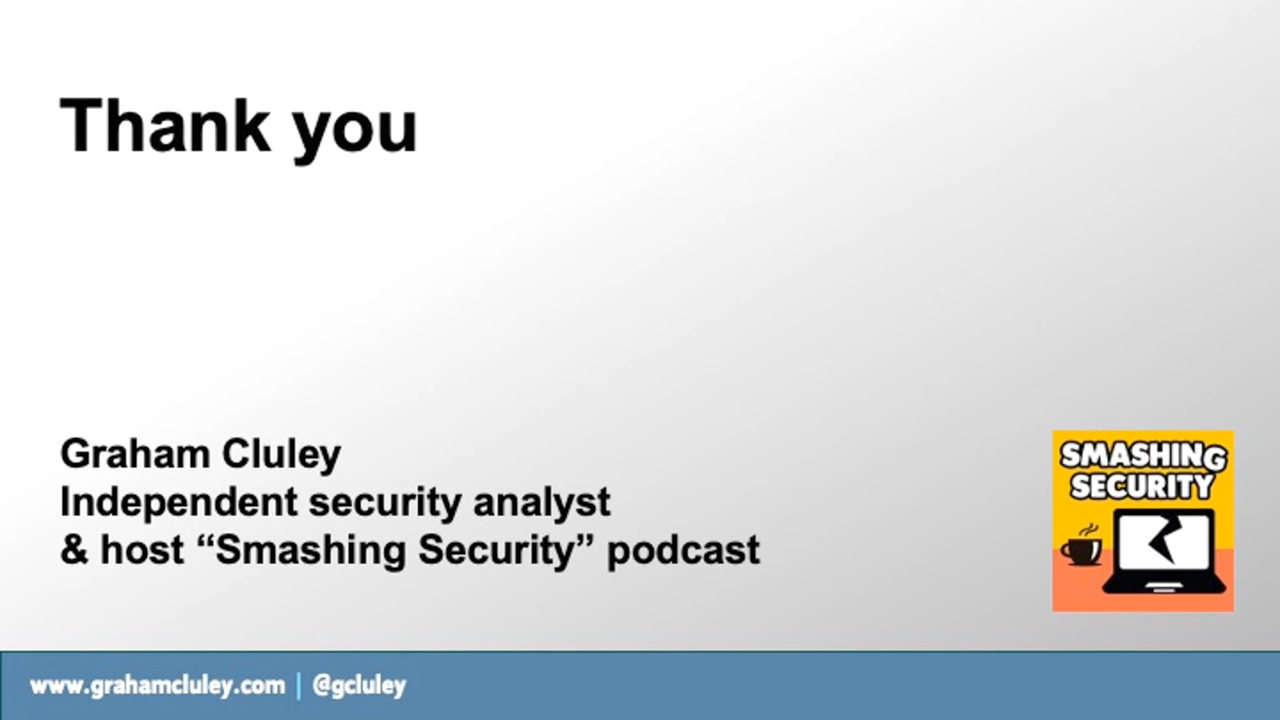 Thank you
Graham Cluley
Independent security analyst
& host “Smashing Security” podcast
SMASHING
SECURITY
www.grahamcluley.com | @gcluley